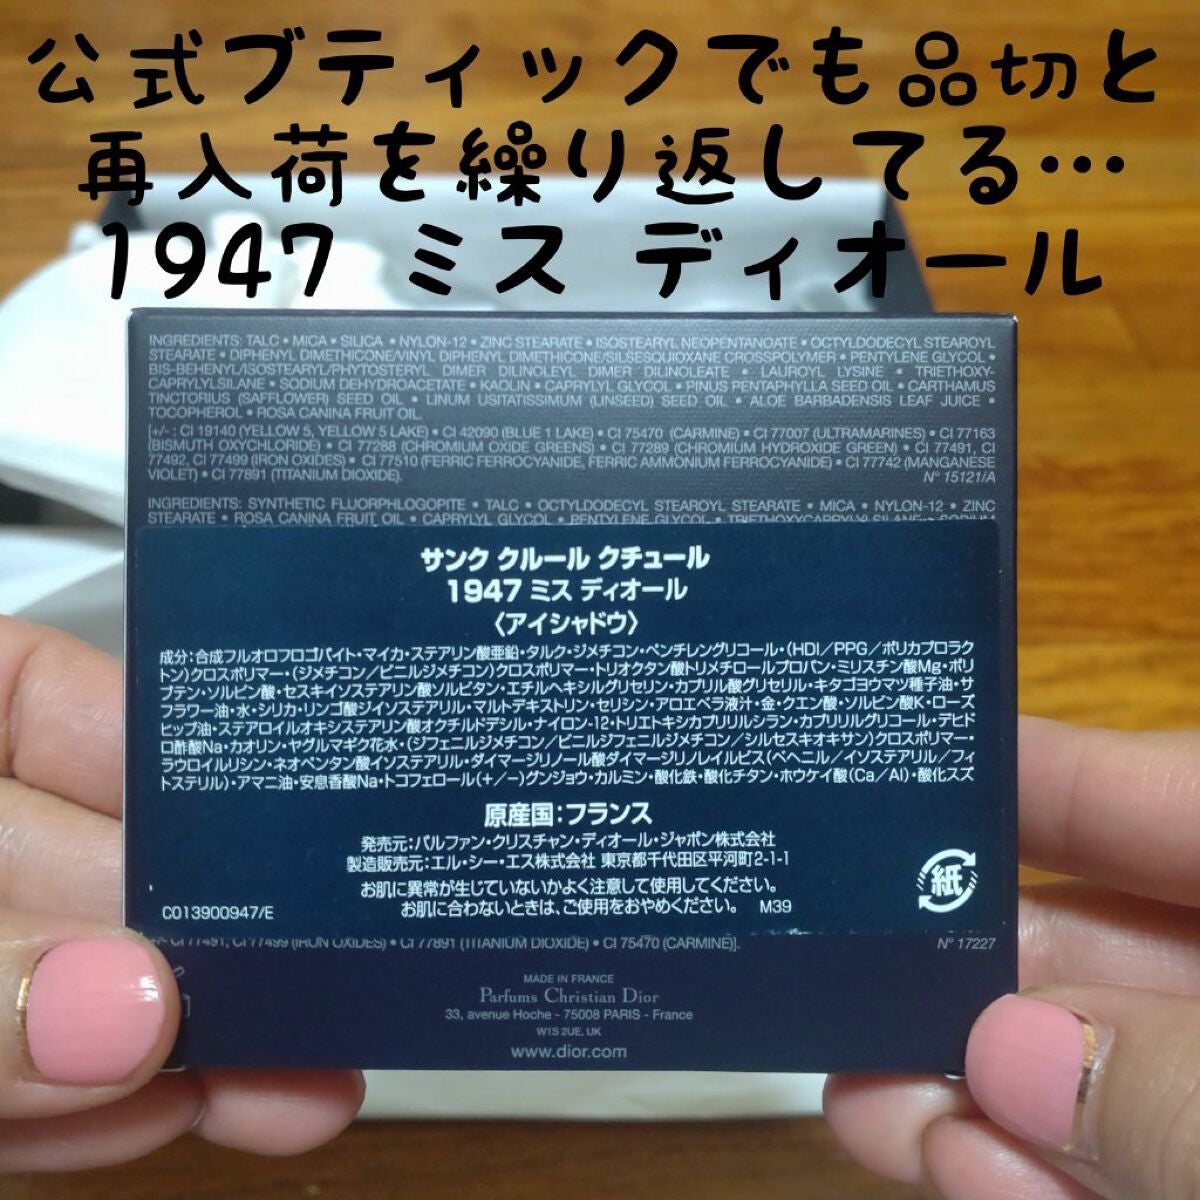 公式ブティックでも品切と
再入荷を繰り返してる…
1947 ミス ディオール
INGREDIENTS: TALC • MICA • SILICA • NYLON-12 • ZINC STEARATE • ISOSTEARYL NEOPENTANOATE • OCTYLDODECYL STEAROYL
STEARATE • DIPHENYL DIMETHICONE/VINYL DIPHENYL DIMETHICONE/SILSESQUIOXANE CROSSPOLYMER • PENTYLENE GLYCOL •
BIS-BEHENYL/ISOSTEARYL/PHYTOSTERYL DIMER DILINOLEYL DIMER DILINOLEATE • LAUROYL LYSINE • TRIETHOXY-
CAPRYLYLSILANE • SODIUM DEHYDROACETATE • KAOLIN • CAPRYLYL GLYCOL • PINUS PENTAPHYLLA SEED OIL • CARTHAMUS
TINCTORIUS (SAFFLOWER) SEED OIL • LINUM USITATISSIMUM (LINSEED) SEED OIL • ALOE BARBADENSIS LEAF JUICE •
TOCOPHEROL • ROSA CANINA FRUIT OIL.
[+/- : CI 19140 (YELLOW 5, YELLOW 5 LAKE) • CI 42090 (BLUE 1 LAKE) • CI 75470 (CARMINE) • CI 77007 (ULTRAMARINES) • CI 77163
(BISMUTH OXYCHLORIDE) • CI 77288 (CHROMIUM OXIDE GREENS) • CI 77289 (CHROMIUM HYDROXIDE GREEN) • CI 77491, CI
77492, CI 77499 (IRON OXIDES) • CI 77510 (FERRIC FERROCYANIDE, FERRIC AMMONIUM FERROCYANIDE) • CI 77742 (MANGANESE
VIOLET) • CI 77891 (TITANIUM DIOXIDE).
N° 15121/A
INGREDIENTS: SYNTHETIC FLUORPHLOGOPITE • TALC • OCTYLDODECYL STEAROYL STEARATE • MICA • NYLON-12 • ZINC
STEARATE • ROSA CANINA FRUIT OIL • CAPRYLYL GLYCOL • PENTYLENE GLYCOL • TRIETHOXYCAPRYLYLSILANE • SODIUM
サンク クルール クチュール
1947 ミス ディオール
〈アイシャドウ〉
成分：合成フルオロフロゴパイト・マイカ・ステアリン酸亜鉛・タルク・ジメチコン・ペンチレングリコール・（HDI／PPG／ポリカプロラク
トン）クロスポリマー・（ジメチコン／ビニルジメチコン）クロスポリマー・トリオクタン酸トリメチロールプロパン・ミリスチン酸Mg・ポリ
ブテン・ソルビン酸・セスキイソステアリン酸ソルビタン・エチルヘキシルグリセリン・カプリル酸グリセリル・キタゴヨウマツ種子油・サ
フラワー油・水・シリカ・リンゴ酸ジイソステアリル・マルトデキストリン・セリシン・アロエベラ液汁・金・クエン酸・ソルビン酸K・ローズ
ヒップ油・ステアロイルオキシステアリン酸オクチルドデシル・ナイロン-12・トリエトキシカプリリルシラン・カプリリルグリコール・デヒド
ロ酢酸Na・カオリン・ヤグルマギク花水・（ジフェニルジメチコン／ビニルジフェニルジメチコン／シルセスキオキサン）クロスポリマー・
ラウロイルリシン・ネオペンタン酸イソステアリル・ダイマージリノール酸ダイマージリノレイルビス（ベヘニル／イソステアリル／フィ
トステリル）・アマニ油・安息香酸Na・トコフェロール（+／−）グンジョウ・カルミン・酸化鉄・酸化チタン・ホウケイ酸（Ca／Al）・酸化スズ
原産国：フランス
発売元：パルファン・クリスチャン・ディオール・ジャポン株式会社
製造販売元：エル・シー・エス株式会社 東京都千代田区平河町2-1-1
お肌に異常が生じていないかよく注意して使用してください。
お肌に合わないときは、ご使用をおやめください。 M39
C013900947/E
紙
+/- CI 77491, CI 77499 (IRON OXIDES) • CI 77891 (TITANIUM DIOXIDE) • CI 75470 (CARMINE)].
N° 17227
MADE IN FRANCE
Parfums Christian Dior
33, avenue Hoche - 75008 PARIS - France
W1S 2UE, UK
www.dior.com